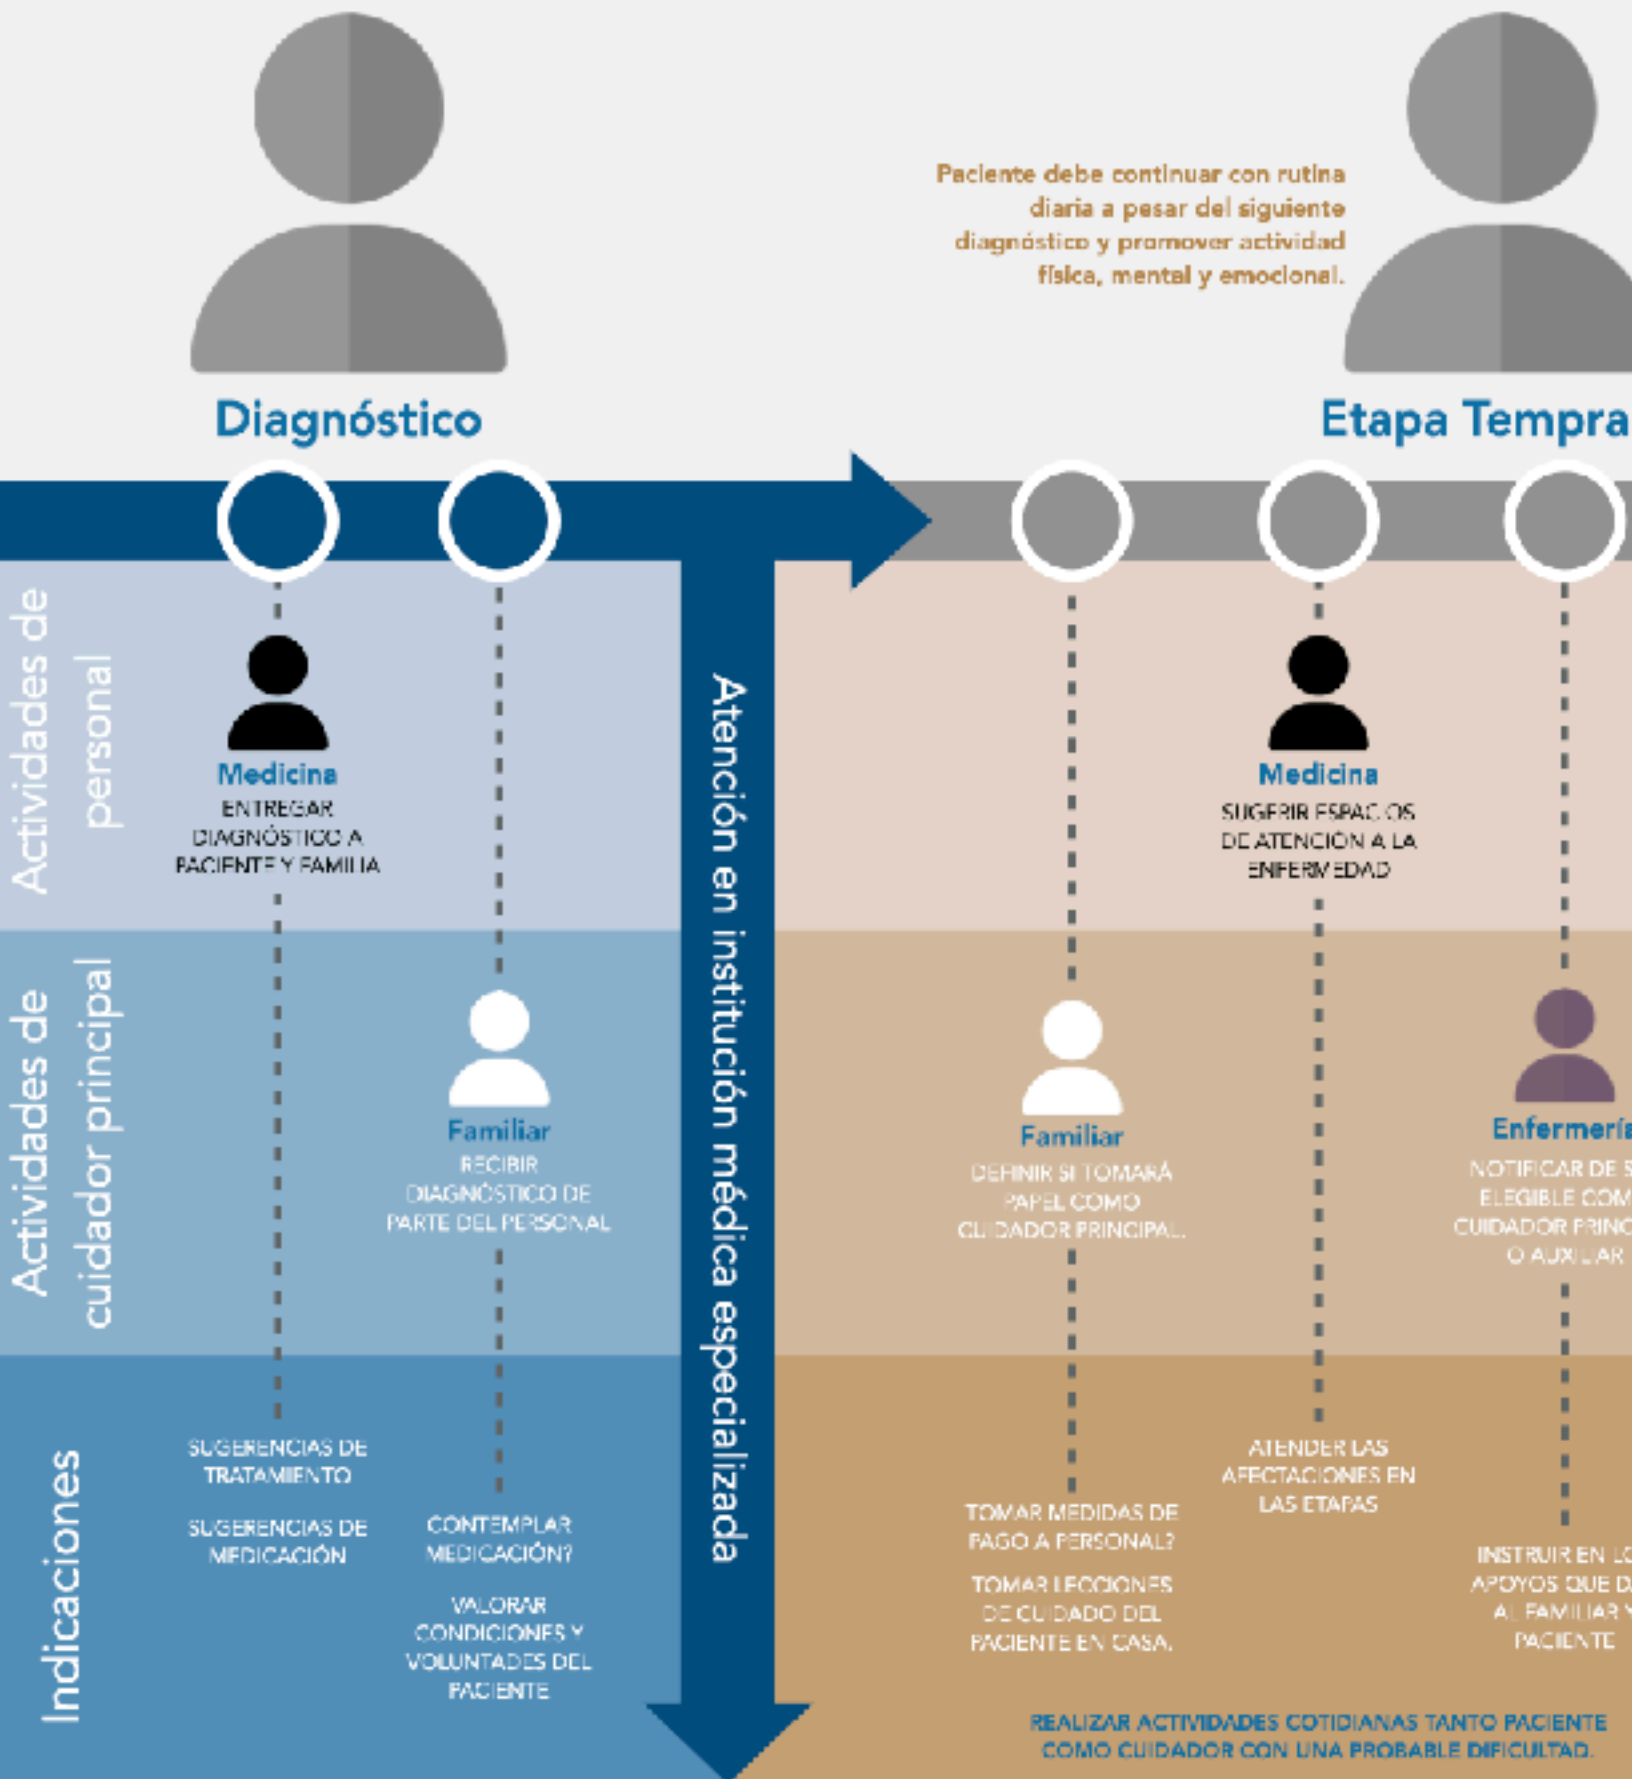 Paciente debe continuar con rutina
diaria a pesar del siguiente
diagnóstico y promover actividad
física, mental y emocional.
Diagnóstico
Etapa Tempra
Actividades de
personal
Medicina
ENTREGAR
DIAGNÓSTICO A
PACIENTE Y FAMILIA
Medicina
SUGERIR ESPACIOS
DE ATENCIÓN A LA
ENFERMEDAD
Atención en institución médica especializada
Actividades de
cuidador principal
Familiar
RECIBIR
DIAGNÓSTICO DE
PARTE DEL PERSONAL
Familiar
DEFINIR SI TOMARÁ
PAPEL COMO
CUIDADOR PRINCIPAL.
Enfermería
NOTIFICAR DE S
ELEGIBLE COM
CUIDADOR PRINC
O AUXILIAR
Indicaciones
SUGERENCIAS DE
TRATAMIENTO
SUGERENCIAS DE
MEDICACIÓN
CONTEMPLAR
MEDICACIÓN?
VALORAR
CONDICIONES Y
VOLUNTADES DEL
PACIENTE
TOMAR MEDIDAS DE
PAGO A PERSONAL?
TOMAR LECCIONES
DE CUIDADO DEL
PACIENTE EN CASA.
ATENDER LAS
AFECTACIONES EN
LAS ETAPAS
INSTRUIR EN LO
APOYOS QUE DA
AL FAMILIAR Y
PACIENTE
REALIZAR ACTIVIDADES COTIDIANAS TANTO PACIENTE
COMO CUIDADOR CON UNA PROBABLE DIFICULTAD.